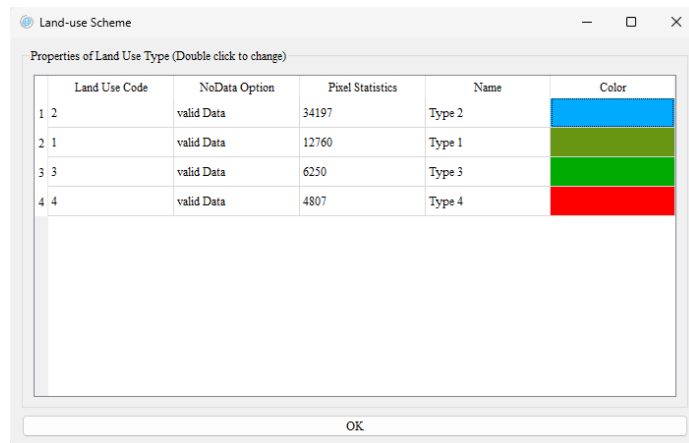 Land-use Scheme
Properties of Land Use Type (Double click to change)
Land Use Code NoData Option Pixel Statistics Name Color
1 2 valid Data 34197 Type 2
2 1 valid Data 12760 Type 1
3 3 valid Data 6250 Type 3
4 4 valid Data 4807 Type 4
OK